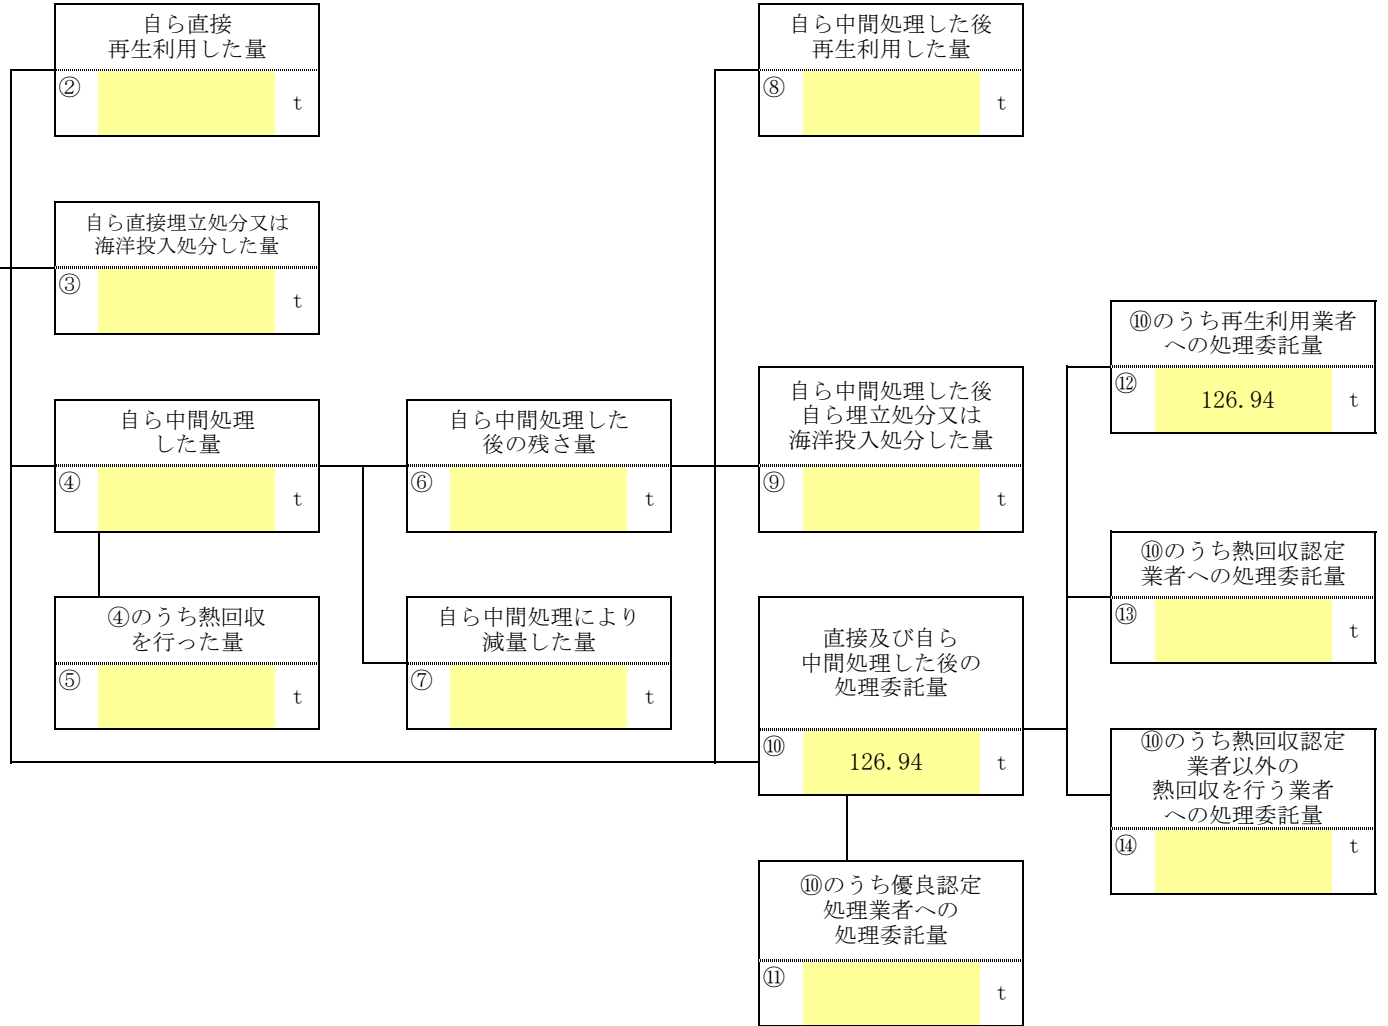 自ら直接
再生利用した量
②
t
自ら中間処理した後
再生利用した量
⑧
t
自ら直接埋立処分又は
海洋投入処分した量
③
t
⑩のうち再生利用業者
への処理委託量
⑫
126.94
t
自ら中間処理
した量
④
t
自ら中間処理した
後の残さ量
⑥
t
自ら中間処理した後
自ら埋立処分又は
海洋投入処分した量
⑨
t
⑩のうち熱回収認定
業者への処理委託量
⑬
t
④のうち熱回収
を行った量
⑤
t
自ら中間処理により
減量した量
⑦
t
直接及び自ら
中間処理した後の
処理委託量
⑩
126.94
t
⑩のうち熱回収認定
業者以外の
熱回収を行う業者
への処理委託量
⑭
t
⑩のうち優良認定
処理業者への
処理委託量
⑪
t